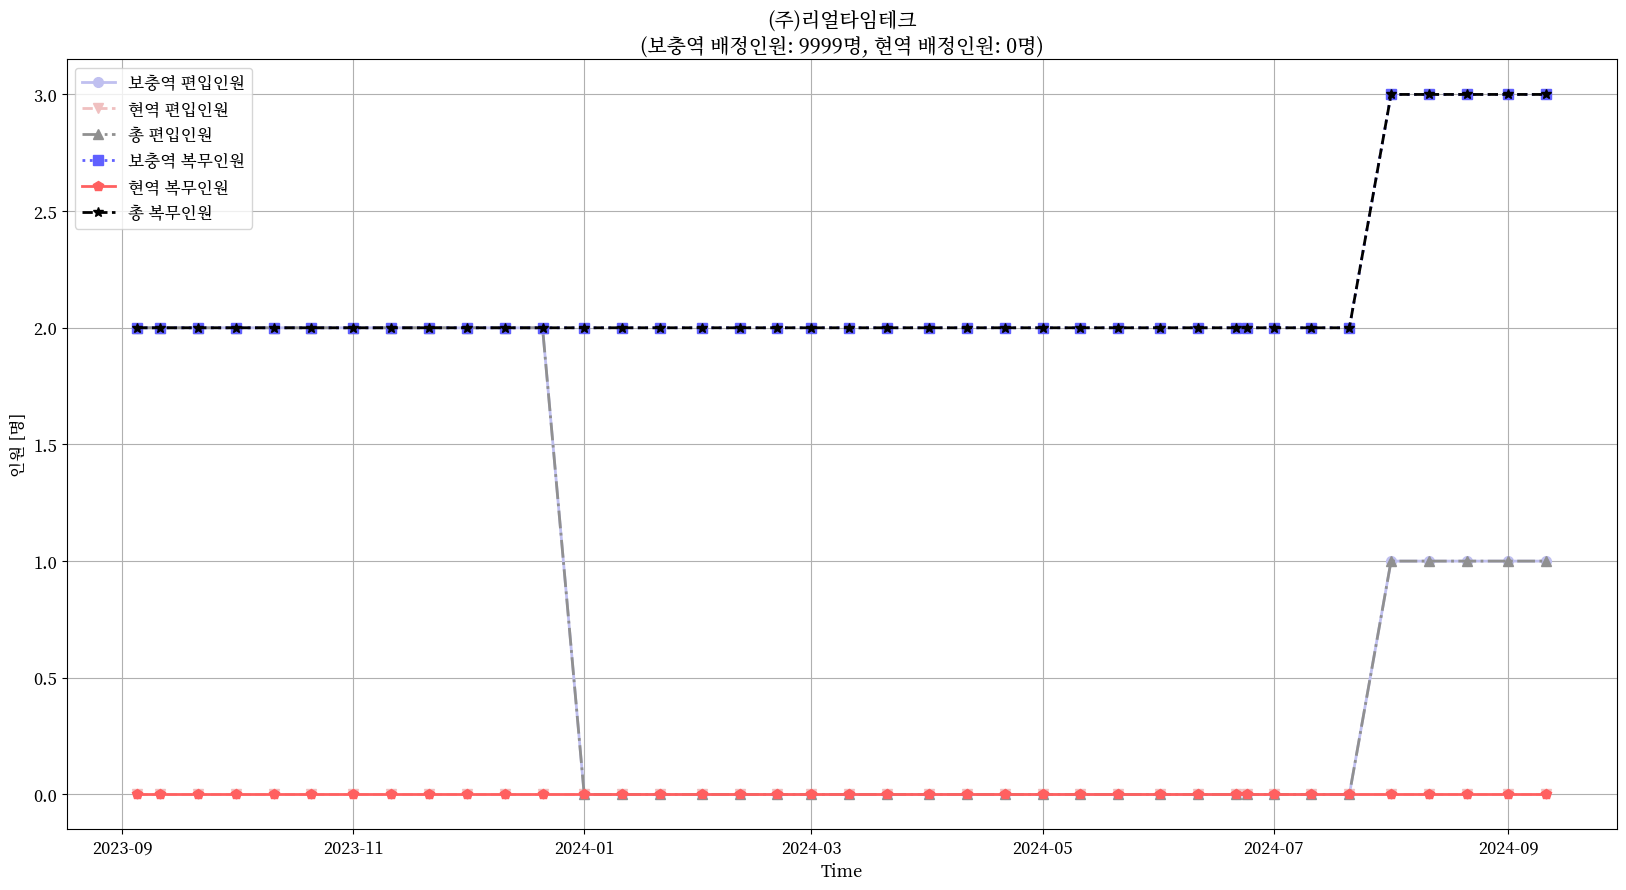 (주)리얼타임테크
(보충역 배정인원: 9999명, 현역 배정인원: 0명)
보충역 편입인원
현역 편입인원
총 편입인원
보충역 복무인원
현역 복무인원
총 복무인원
인원 [명]
3.0
2.5
2.0
1.5
1.0
0.5
0.0
2023-09
2023-11
2024-01
2024-03
2024-05
2024-07
2024-09
Time